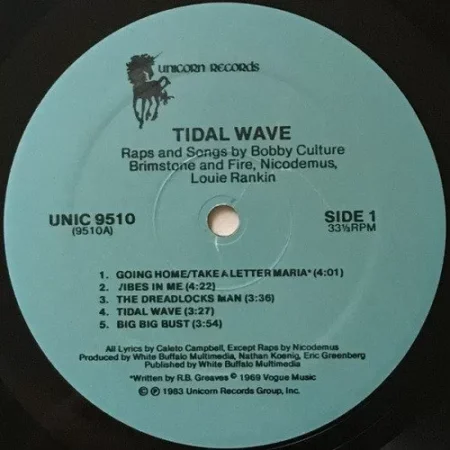 UNICORN RECORDS
TIDAL WAVE
Raps and Songs by Bobby Culture
Brimstone and Fire, Nicodemus,
Louie Rankin
UNIC 9510
(9510A)
SIDE 1
33⅓RPM
1. GOING HOME/TAKE A LETTER MARIA* (4:01)
2. /IBES IN ME (4:22)
3. THE DREADLOCKS MAN (3:36)
4. TIDAL WAVE (3:27)
5. BIG BIG BUST (3:54)
All Lyrics by Caleto Campbell, Except Raps by Nicodemus
Produced by White Buffalo Multimedia, Nathan Koenig, Eric Greenberg
Published by White Buffalo Multimedia
*Written by R.B. Greaves © 1969 Vogue Music
© ℗ 1983 Unicorn Records Group, Inc.